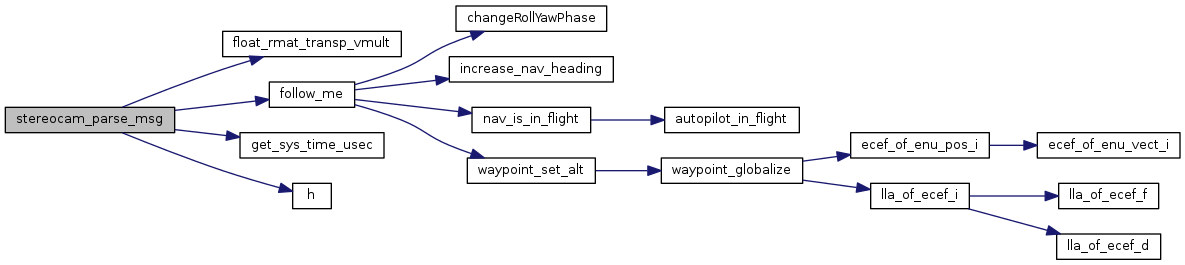 changeRollYawPhase
float_rmat_transp_vmult
increase_nav_heading
follow_me
stereocam_parse_msg
nav_is_in_flight
autopilot_in_flight
get_sys_time_usec
ecef_of_enu_pos_i
ecef_of_enu_vect_i
waypoint_set_alt
waypoint_globalize
h
lla_of_ecef_i
lla_of_ecef_f
lla_of_ecef_d